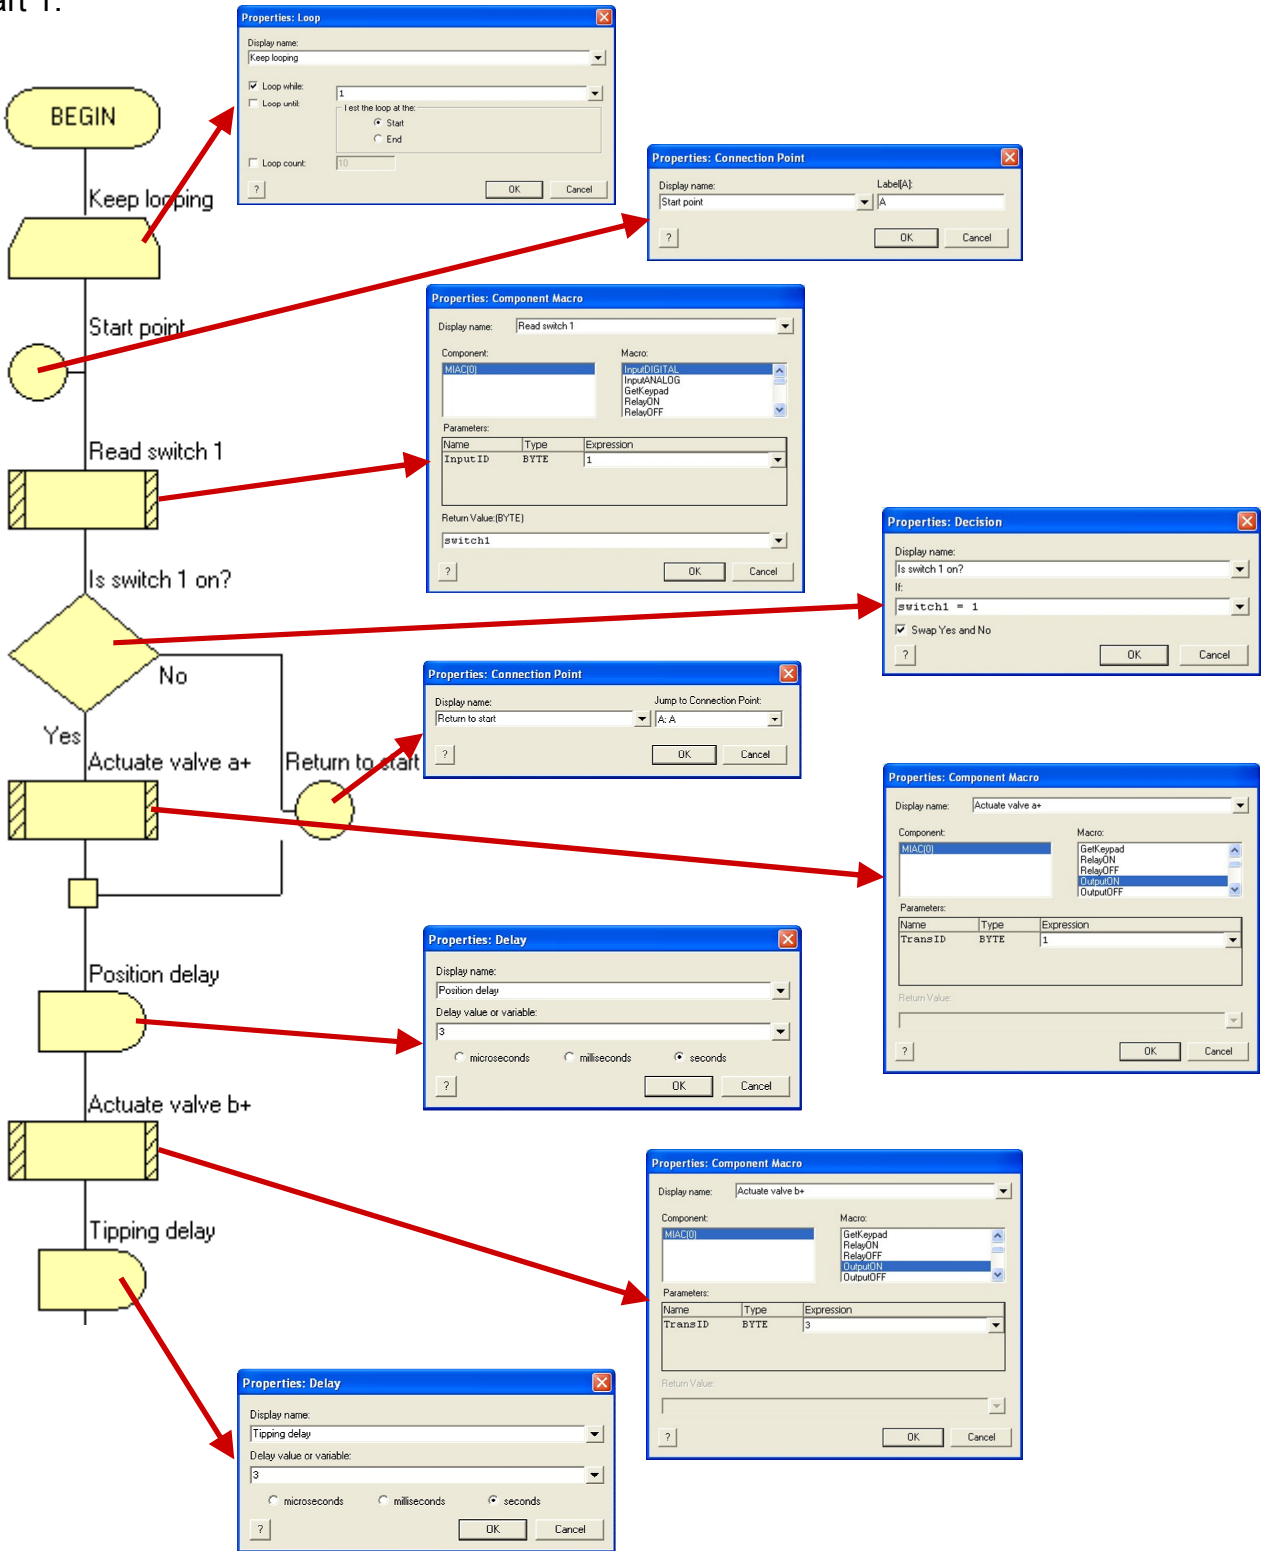 art 1.
BEGIN
Keep looping
Start point
Read switch 1
Is switch 1 on?
No
Yes
Actuate valve a+
Return to start
Position delay
Actuate valve b+
Tipping delay
Properties: Loop
Display name:
Keep looping
Loop while:
1
Loop until:
Test the loop at the:
Start
End
Loop count:
10
?
OK
Cancel
Properties: Connection Point
Display name:
Label[A]:
Start point
A
?
OK
Cancel
Properties: Component Macro
Display name:
Read switch 1
Component:
Macro:
MIAC(0)
InputDIGITAL
InputANALOG
GetKeypad
RelayON
RelayOFF
Parameters:
Name Type Expression
InputID BYTE 1
Return Value:(BYTE)
switch1
?
OK
Cancel
Properties: Decision
Display name:
Is switch 1 on?
If:
switch1 = 1
Swap Yes and No
?
OK
Cancel
Properties: Connection Point
Display name:
Jump to Connection Point:
Return to start
A: A
?
OK
Cancel
Properties: Component Macro
Display name:
Actuate valve a+
Component:
Macro:
MIAC(0)
GetKeypad
RelayON
RelayOFF
OutputON
OutputOFF
Parameters:
Name Type Expression
TransID BYTE 1
Return Value:
?
OK
Cancel
Properties: Delay
Display name:
Position delay
Delay value or variable:
3
microseconds
milliseconds
seconds
?
OK
Cancel
Properties: Component Macro
Display name:
Actuate valve b+
Component:
Macro:
MIAC(0)
GetKeypad
RelayON
RelayOFF
OutputON
OutputOFF
Parameters:
Name Type Expression
TransID BYTE 3
Return Value:
?
OK
Cancel
Properties: Delay
Display name:
Tipping delay
Delay value or variable:
3
microseconds
milliseconds
seconds
?
OK
Cancel